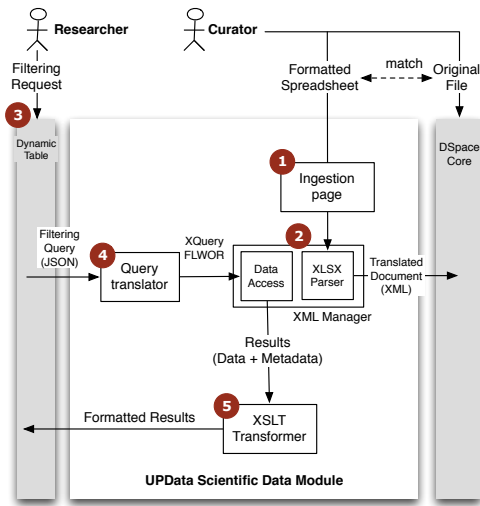 Researcher
Curator
Filtering
Request
Formatted
Spreadsheet
match
Original
File
3
Dynamic
Table
DSpace
Core
1
Ingestion
page
Filtering
Query
(JSON)
4
Query
translator
XQuery
FLWOR
2
Data
Access
XLSX
Parser
XML Manager
Translated
Document
(XML)
Results
(Data + Metadata)
5
XSLT
Transformer
Formatted Results
UPData Scientific Data Module